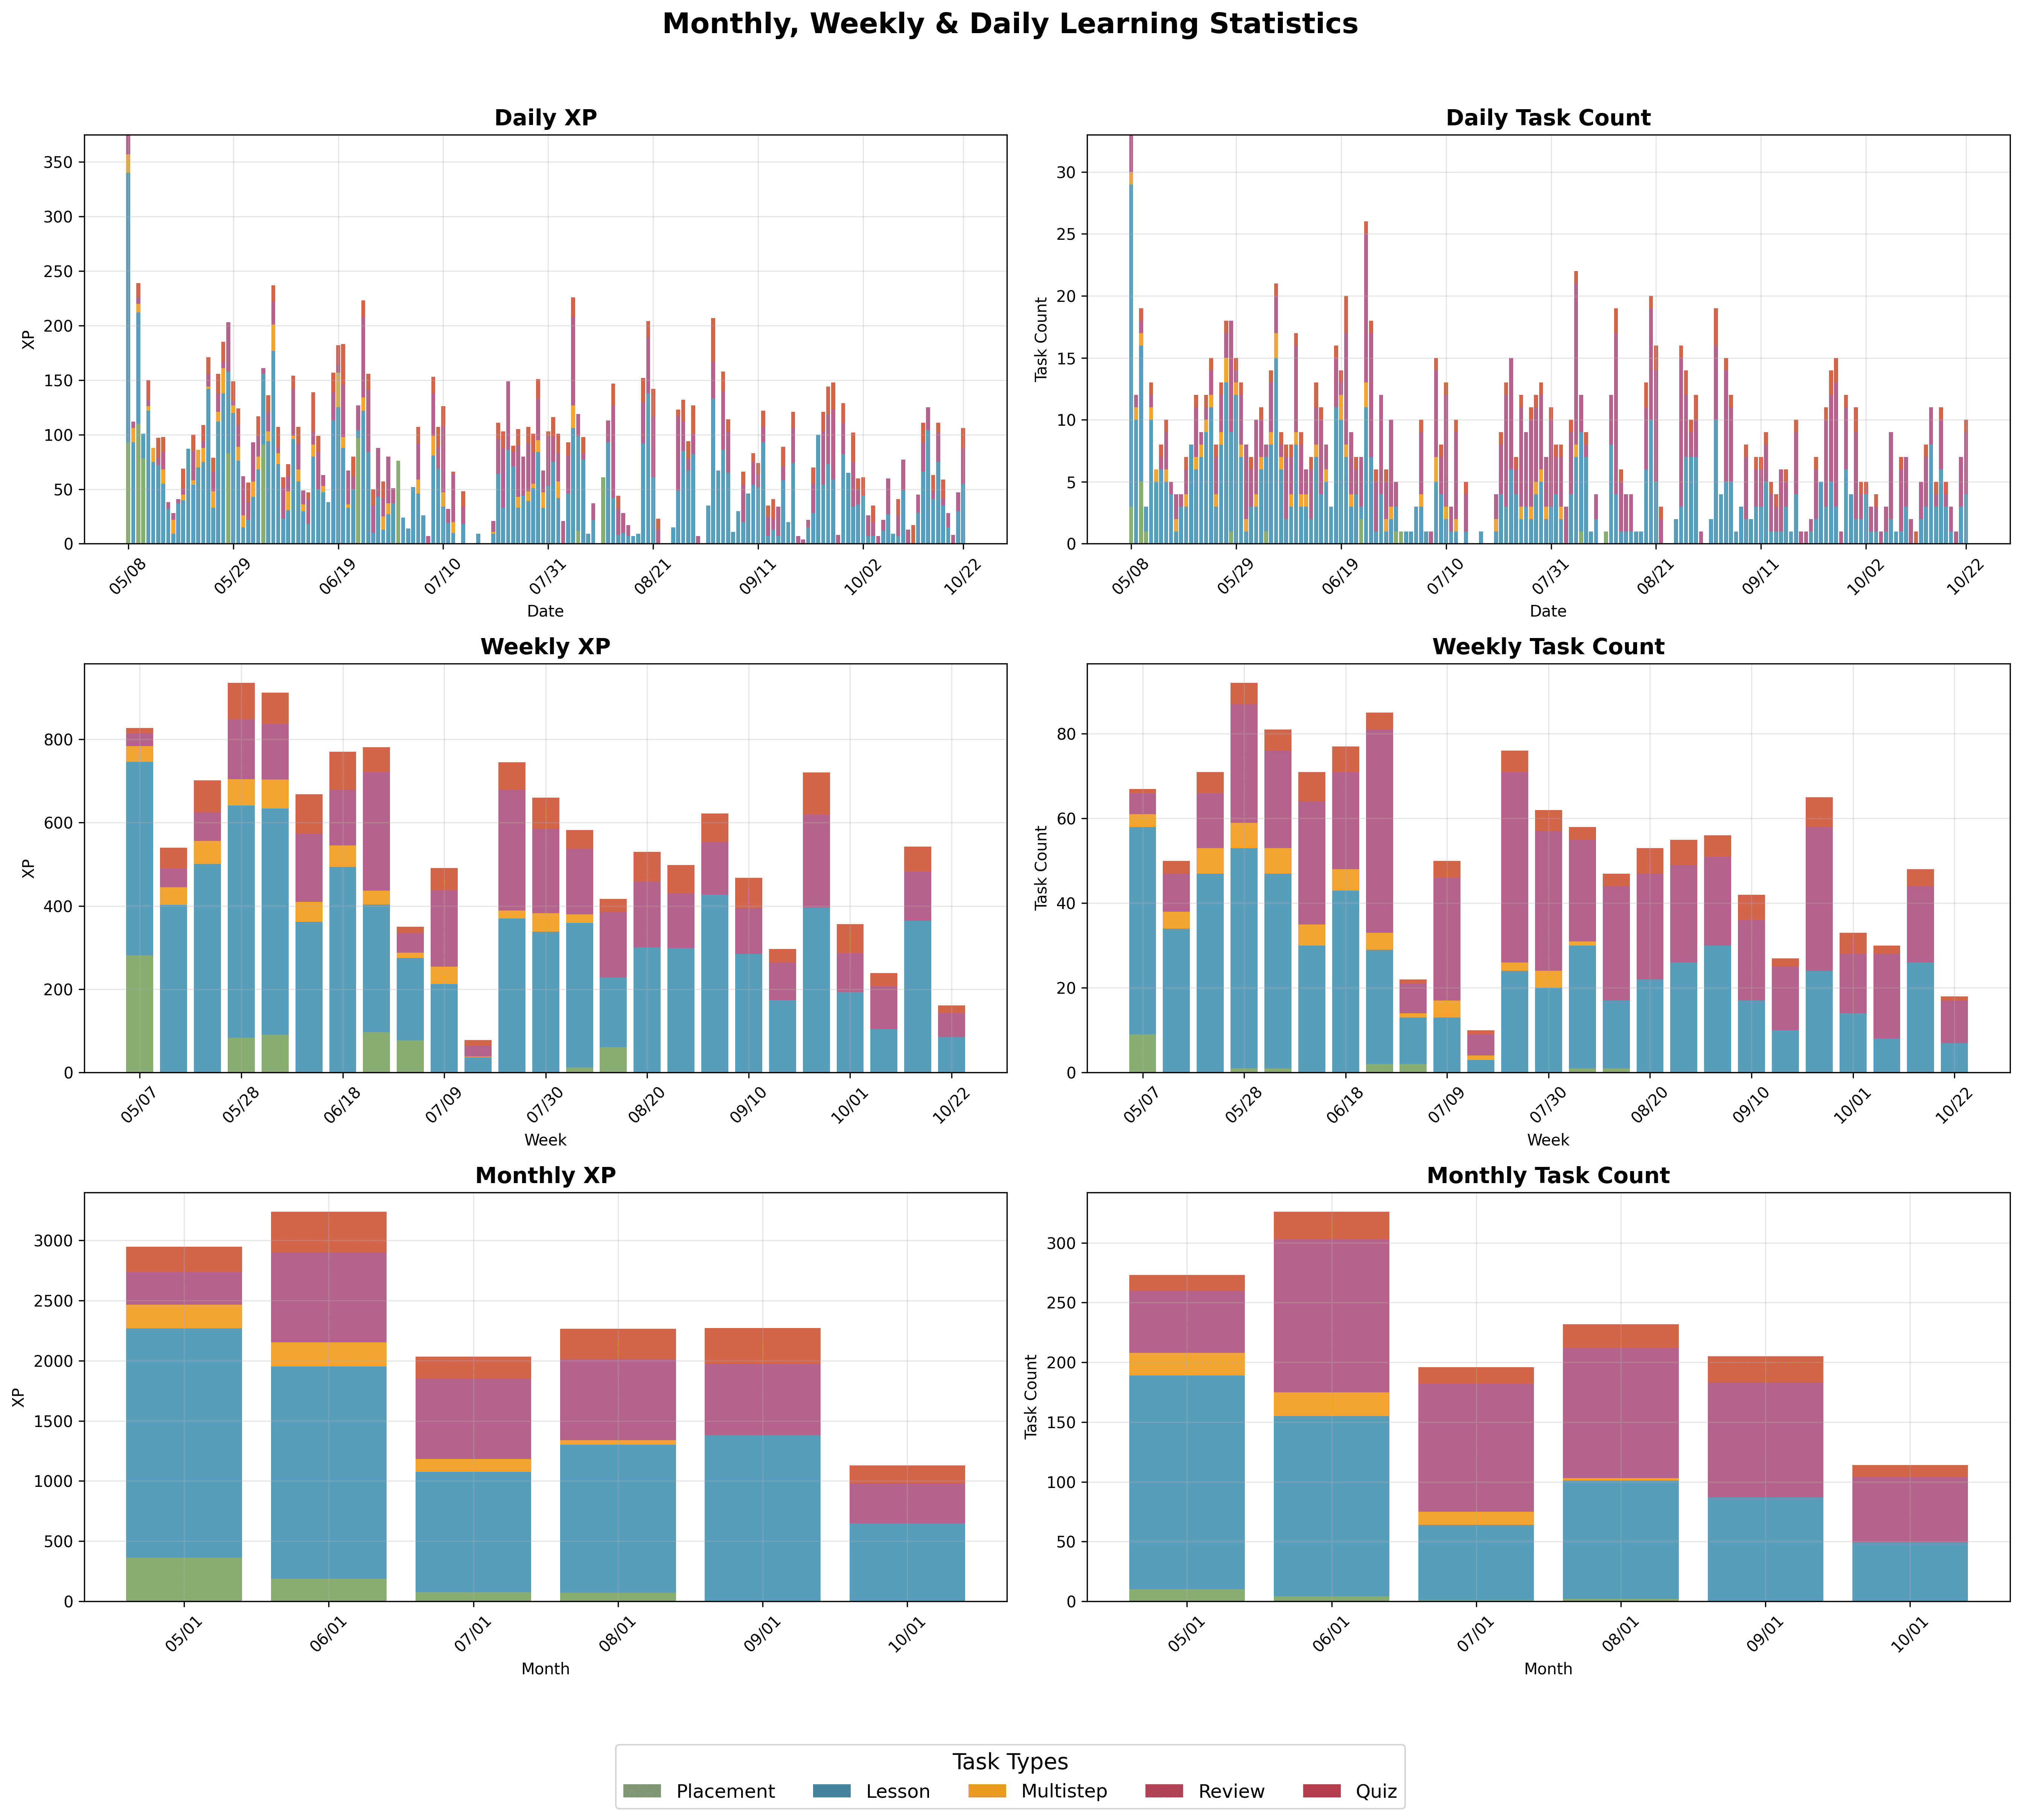 Monthly, Weekly & Daily Learning Statistics
Daily XP
XP
350
300
250
200
150
100
50
0
05/08 05/29 06/19 07/10 07/31 08/21 09/11 10/02 10/22
Date
Daily Task Count
Task Count
30
25
20
15
10
5
0
05/08 05/29 06/19 07/10 07/31 08/21 09/11 10/02 10/22
Date
Weekly XP
XP
800
600
400
200
0
05/07 05/28 06/18 07/09 07/30 08/20 09/10 10/01 10/22
Week
Weekly Task Count
Task Count
80
60
40
20
0
05/07 05/28 06/18 07/09 07/30 08/20 09/10 10/01 10/22
Week
Monthly XP
XP
3000
2500
2000
1500
1000
500
0
05/01 06/01 07/01 08/01 09/01 10/01
Month
Monthly Task Count
Task Count
300
250
200
150
100
50
0
05/01 06/01 07/01 08/01 09/01 10/01
Month
Task Types
Placement Lesson Multistep Review Quiz